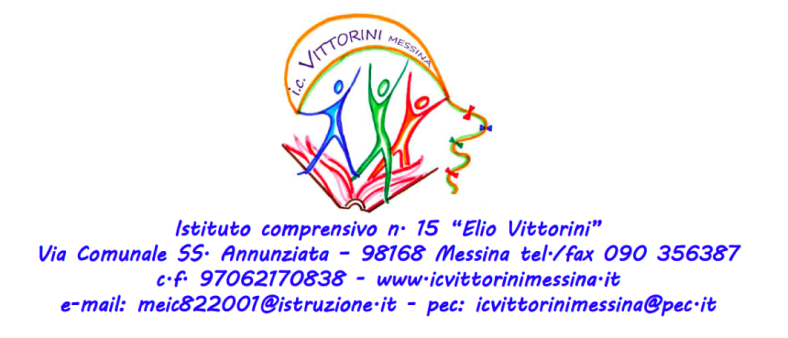 i.c. VITTORINI MESSINA
Istituto comprensivo n. 15 “Elio Vittorini”
Via Comunale SS. Annunziata – 98168 Messina tel./fax 090 356387
c.f. 97062170838 - www.icvittorinimessina.it
e-mail: meic822001@istruzione.it - pec: icvittorinimessina@pec.it